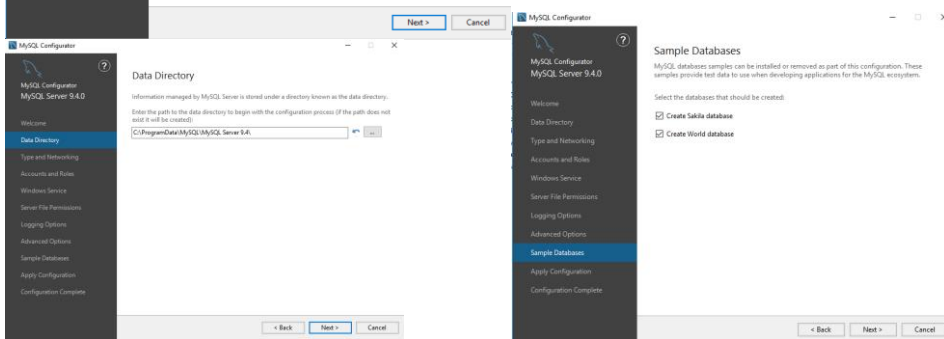 Next >
Cancel
MySQL Configurator
?
MySQL Configurator
MySQL Server 9.4.0
Welcome
Data Directory
Type and Networking
Accounts and Roles
Windows Service
Server File Permissions
Logging Options
Advanced Options
Sample Databases
Apply Configuration
Configuration Complete
Data Directory
Information managed by MySQL Server is stored under a directory known as the data directory.
Enter the path to the data directory to begin with the configuration process (if the path does not
exist it will be created):
C:\ProgramData\MySQL\MySQL Server 9.4\
...
< Back
Next >
Cancel
MySQL Configurator
?
MySQL Configurator
MySQL Server 9.4.0
Welcome
Data Directory
Type and Networking
Accounts and Roles
Windows Service
Server File Permissions
Logging Options
Advanced Options
Sample Databases
Apply Configuration
Configuration Complete
Sample Databases
MySQL databases samples can be installed or removed as part of this configuration. These
samples provide test data to use when developing applications for the MySQL ecosystem.
Select the databases that should be created:
Create Sakila database
Create World database
< Back
Next >
Cancel